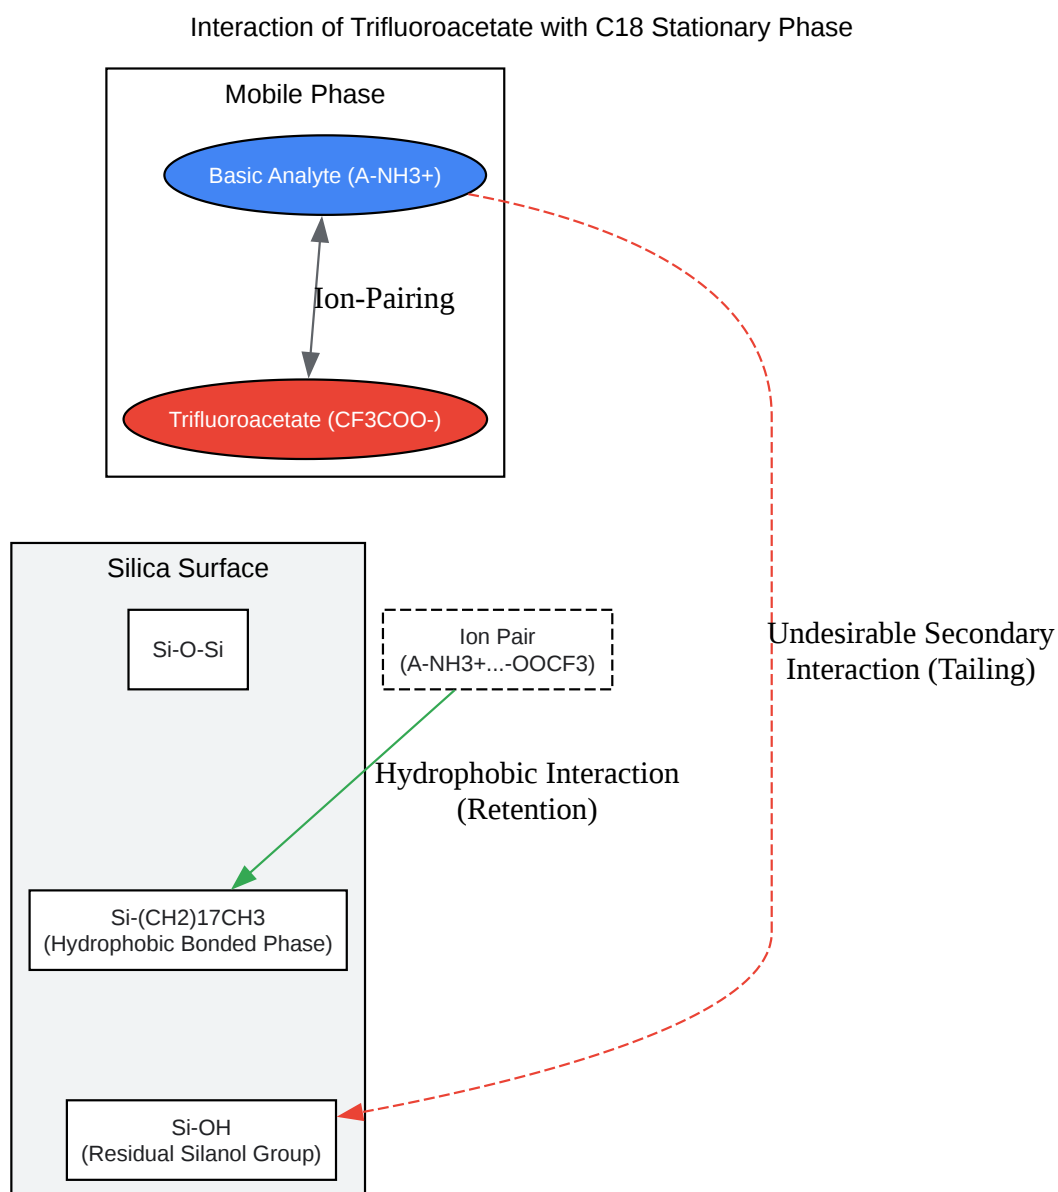 Interaction of Trifluoroacetate with C18 Stationary Phase
Mobile Phase
Basic Analyte (A-NH3+)
Ion-Pairing
Trifluoroacetate (CF3COO-)
Silica Surface
Si-O-Si
Ion Pair
(A-NH3+...-OOCF3)
Undesirable Secondary
Interaction (Tailing)
Hydrophobic Interaction
(Retention)
Si-(CH2)17CH3
(Hydrophobic Bonded Phase)
Si-OH
(Residual Silanol Group)